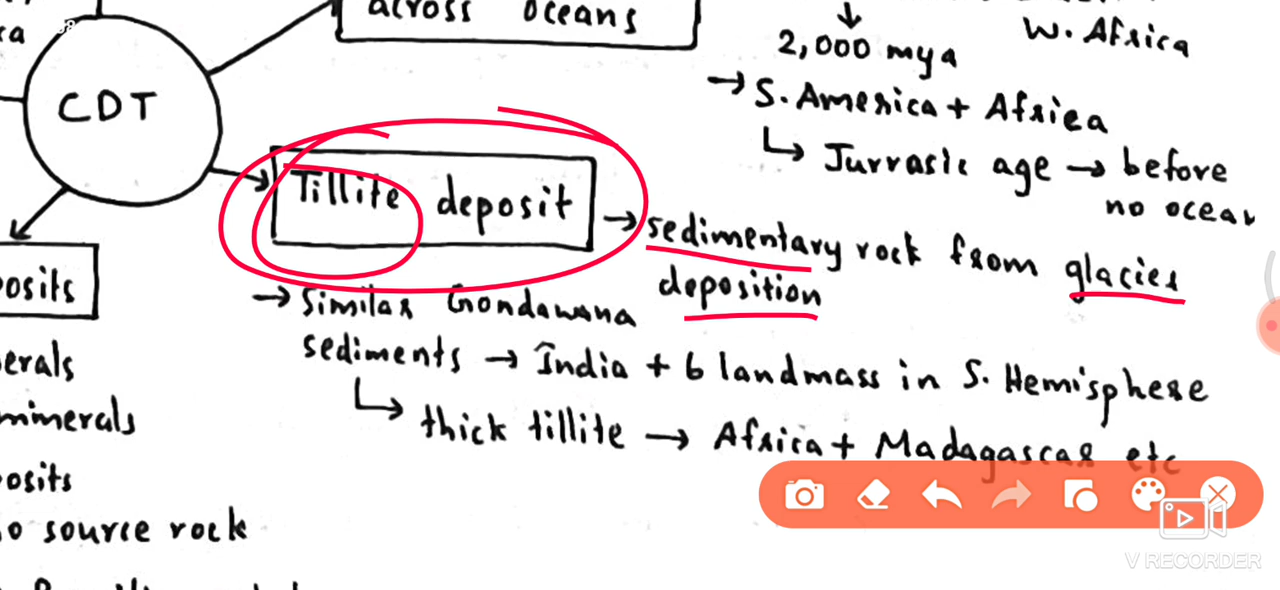 across oceans
2,000 mya
W. Africa
CDT
→ S. America + Africa
↳ Jurrasic age → before
no ocean
Tillite deposit
→ sedimentary rock from glacies
deposition
osits
→ Similar Gondawana
sediments → India + 6 landmass in S. Hemisphere
erals
↳ thick tillite → Africa + Madagascar etc
minerals
osits
o source rock
V RECORDER